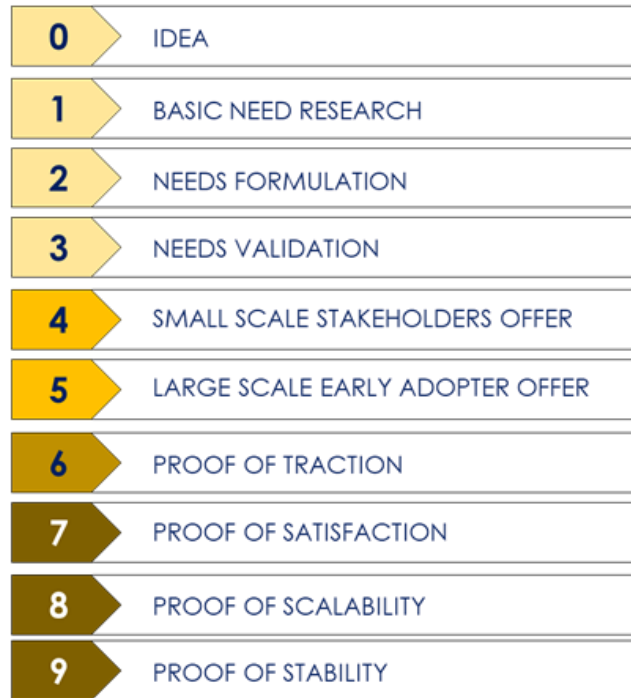 0 IDEA
1 BASIC NEED RESEARCH
2 NEEDS FORMULATION
3 NEEDS VALIDATION
4 SMALL SCALE STAKEHOLDERS OFFER
5 LARGE SCALE EARLY ADOPTER OFFER
6 PROOF OF TRACTION
7 PROOF OF SATISFACTION
8 PROOF OF SCALABILITY
9 PROOF OF STABILITY